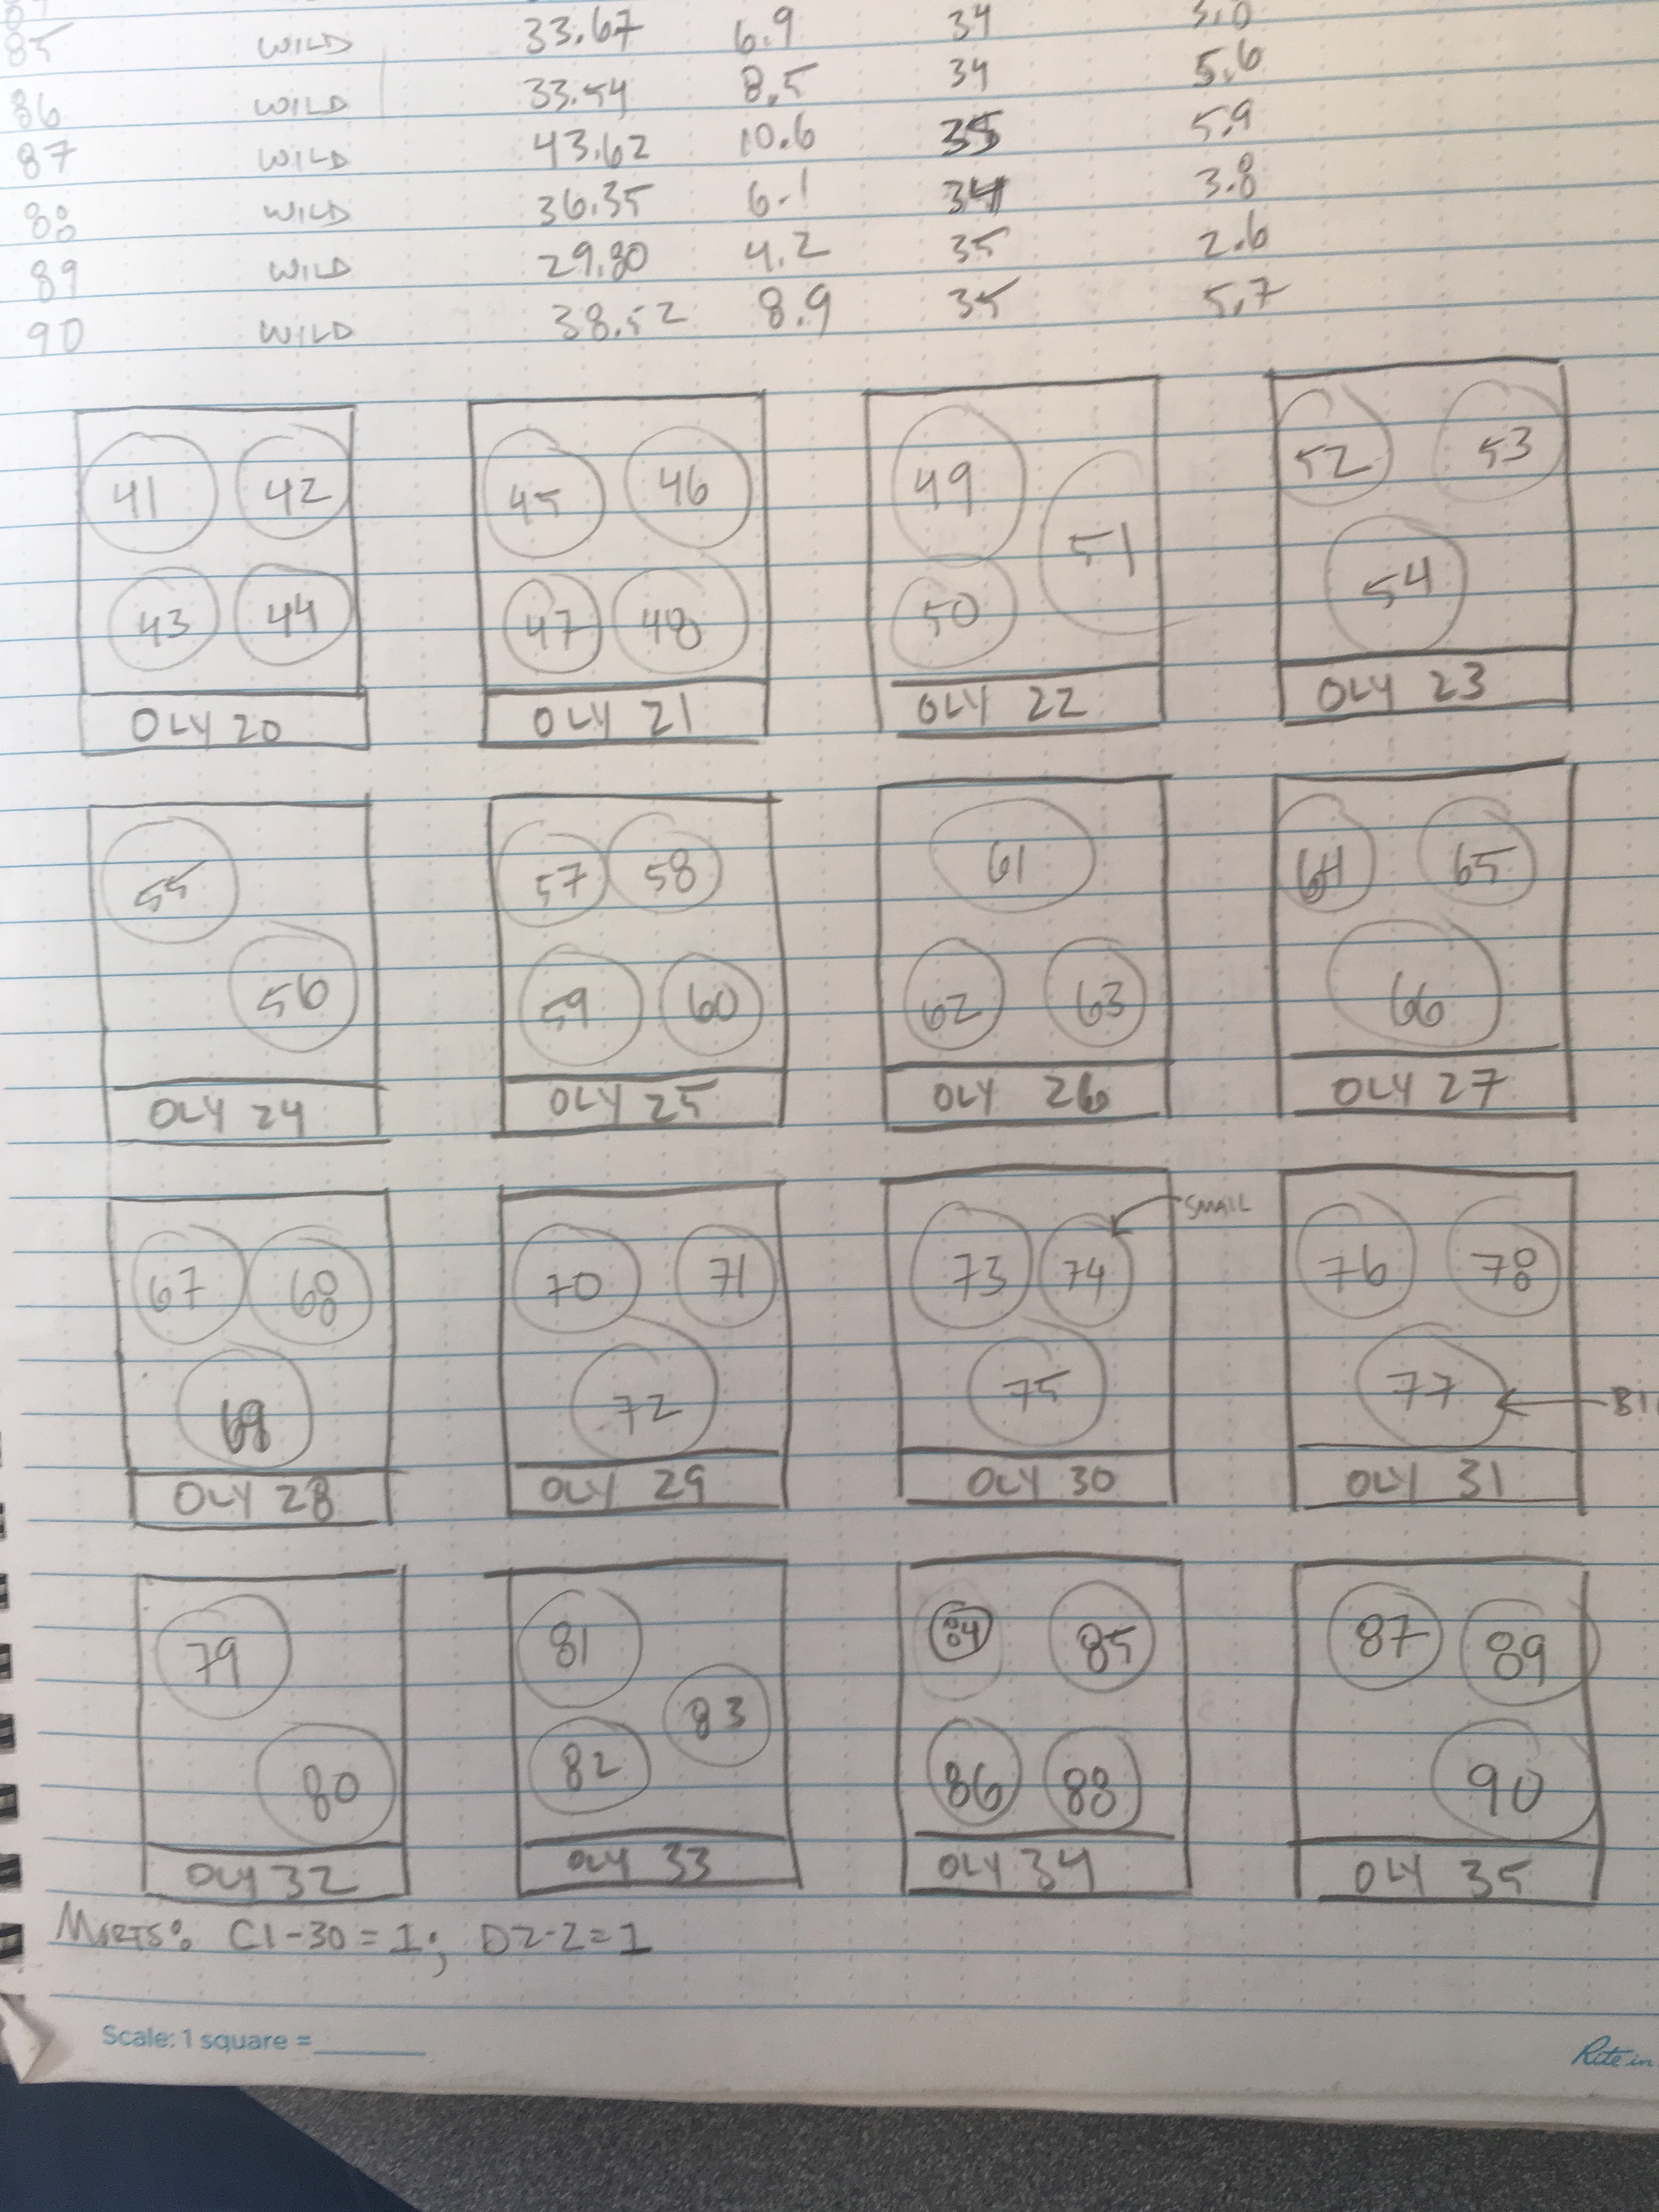 85 WILD 33.67 6.9 34 5.0
86 WILD 33.54 8.5 34 5.6
87 WILD 43.62 10.6 35 5.9
88 WILD 36.35 6.1 34 3.8
89 WILD 29.80 4.2 35 2.6
90 WILD 38.52 8.9 35 5.7
41 42
43 44
OLY 20
45 46
47 48
OLY 21
49
51
50
OLY 22
52 53
54
OLY 23
55
56
OLY 24
57 58
59 60
OLY 25
61
62 63
OLY 26
64 65
66
OLY 27
67 68
69
OLY 28
70 71
72
OLY 29
SMALL
73 74
75
OLY 30
76 78
77
OLY 31
79
80
OLY 32
81
83
82
OLY 33
84 85
86 88
OLY 34
87 89
90
OLY 35
MORTS: C1-30 = 1; D2-2 = 1
Scale: 1 square =
Rite in